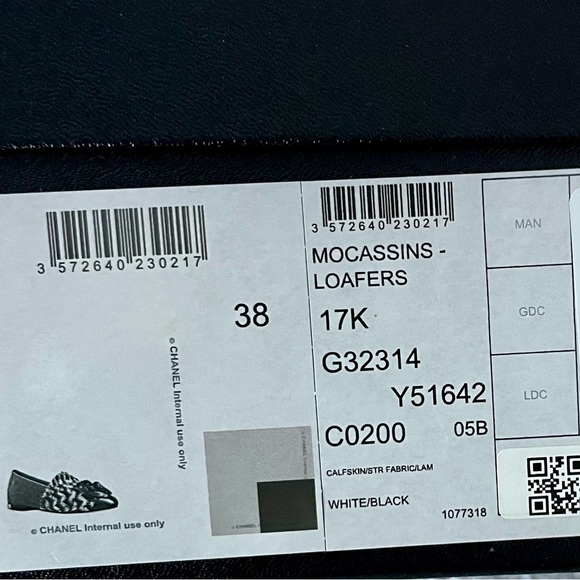 3 572640 230217
38
© CHANEL Internal use only
© CHANEL Internal use only
3 572640 230217
MOCASSINS -
LOAFERS
17K
G32314
Y51642
C0200 05B
CALFSKIN/STR FABRIC/LAM
WHITE/BLACK
1077318
MAN
GDC
LDC